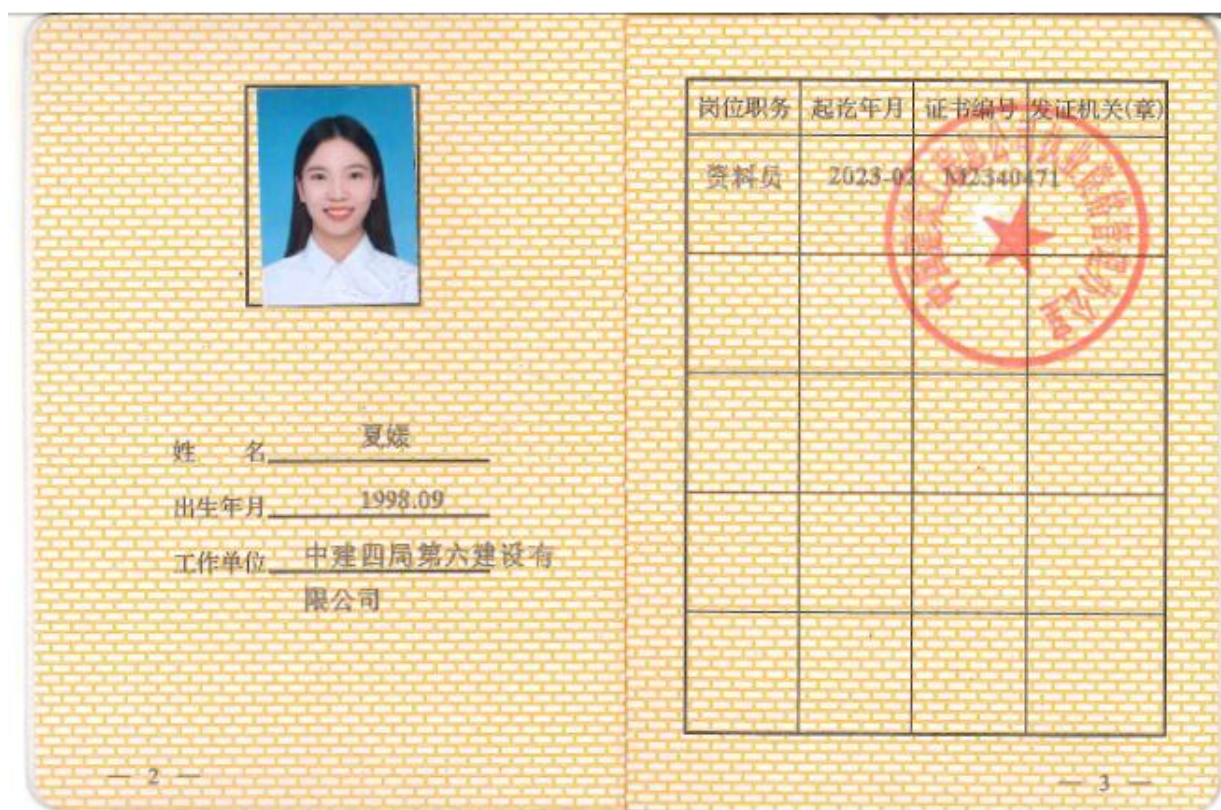 姓 名 夏媛
出生年月 1998.09
工作单位 中建四局第六建设有
限公司
— 2 —
岗位职务 起讫年月 证书编号 发证机关(章)
资料员 2023-02 M2340471
— 3 —